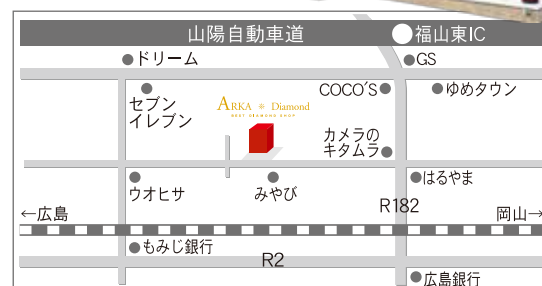 山陽自動車道
福山東IC
ドリーム
GS
セブン
イレブン
ARKA ※ Diamond
BEST DIAMOND SHOP
COCO'S
ゆめタウン
カメラの
キタムラ
ウオヒサ
みやび
はるやま
R182
←広島
岡山→
もみじ銀行
R2
広島銀行